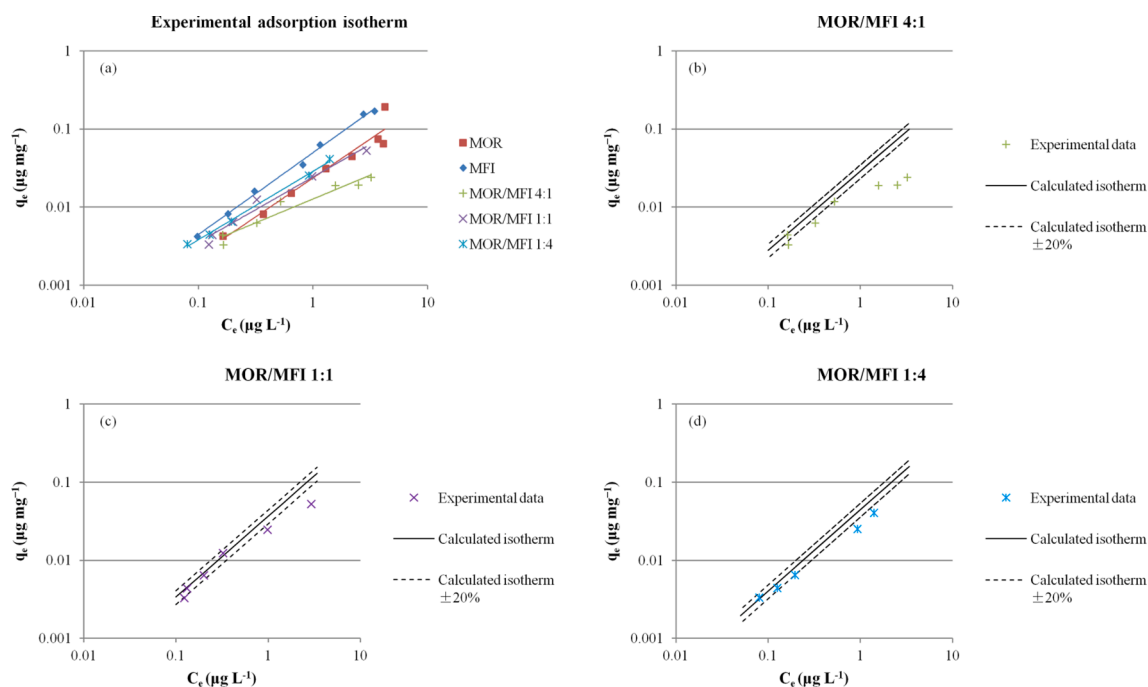 Experimental adsorption isotherm
(a)
qe (µg mg−1)
1
0.1
0.01
0.001
0.01
0.1
1
10
Ce (µg L-1)
MOR
MFI
MOR/MFI 4:1
MOR/MFI 1:1
MOR/MFI 1:4
MOR/MFI 4:1
(b)
qe (µg mg−1)
1
0.1
0.01
0.001
0.01
0.1
1
10
Ce (µg L-1)
Experimental data
Calculated isotherm
Calculated isotherm
±20%
MOR/MFI 1:1
(c)
qe (µg mg−1)
1
0.1
0.01
0.001
0.01
0.1
1
10
Ce (µg L-1)
Experimental data
Calculated isotherm
Calculated isotherm
±20%
MOR/MFI 1:4
(d)
qe (µg mg−1)
1
0.1
0.01
0.001
0.01
0.1
1
10
Ce (µg L-1)
Experimental data
Calculated isotherm
Calculated isotherm
±20%